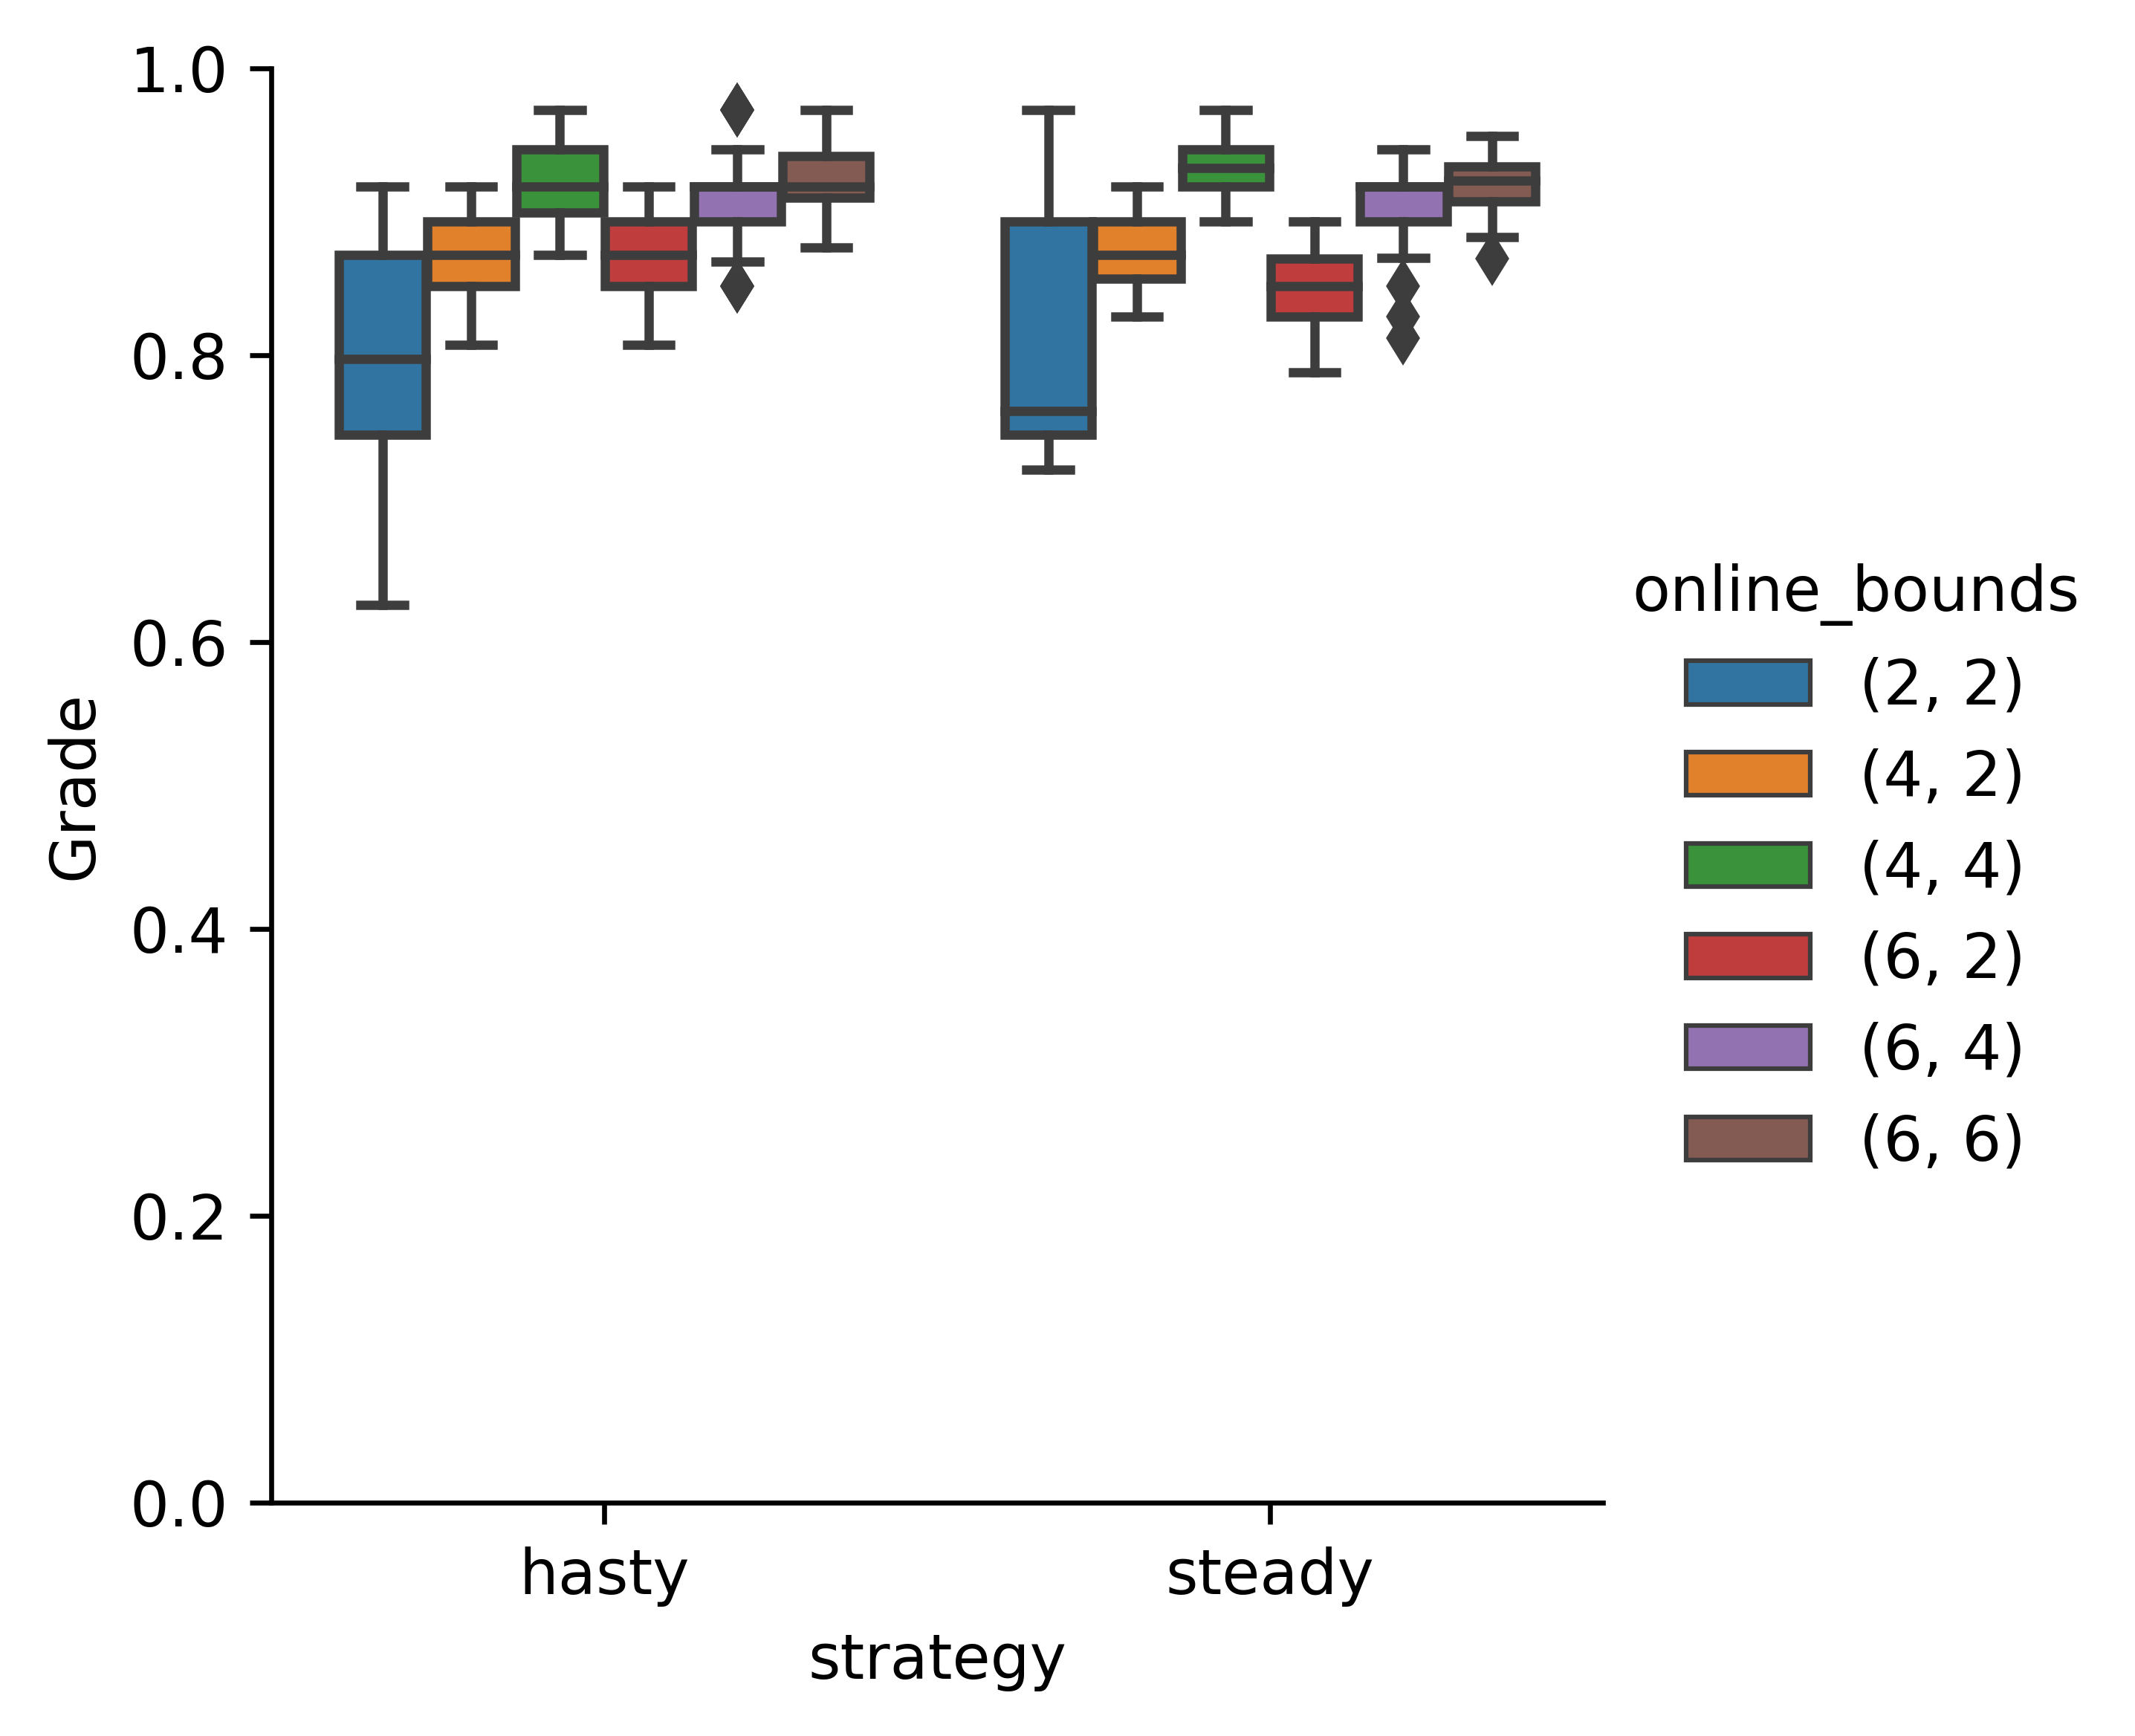 1.0
0.8
0.6
0.4
0.2
0.0
Grade
hasty
steady
strategy
online_bounds
(2, 2)
(4, 2)
(4, 4)
(6, 2)
(6, 4)
(6, 6)